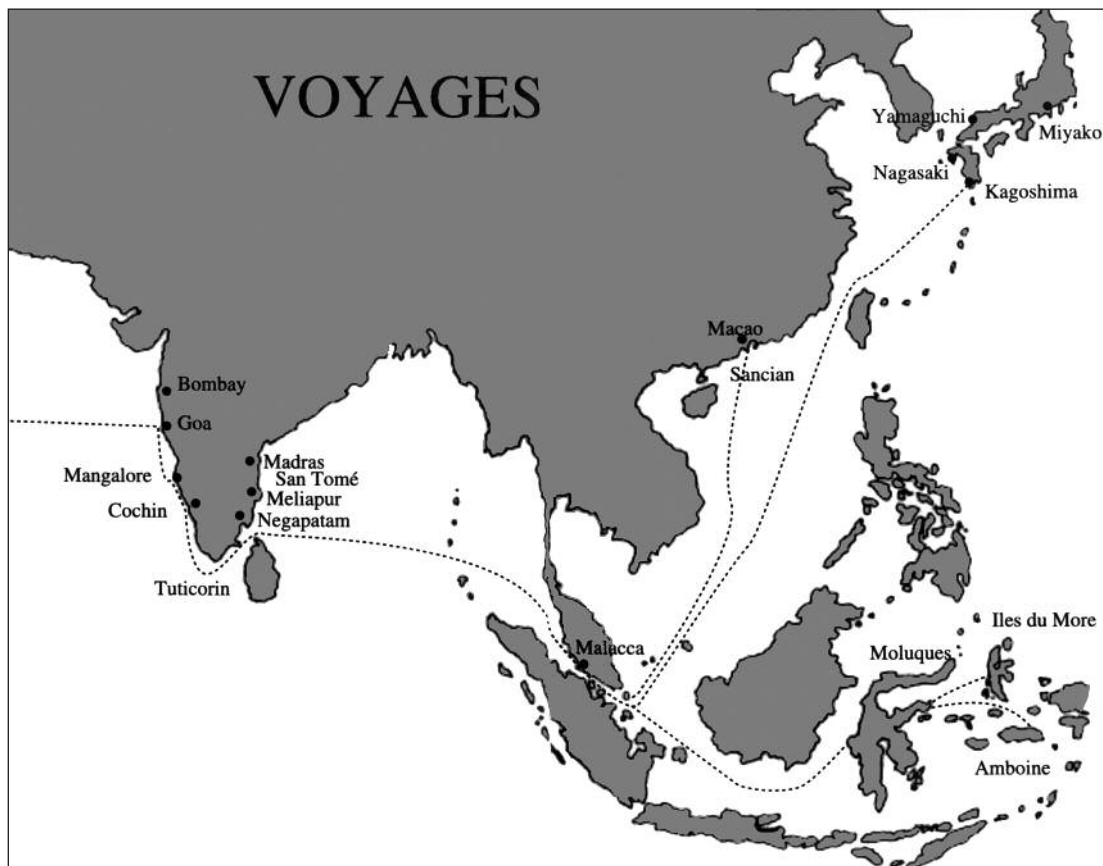 VOYAGES
Yamaguchi
Miyako
Nagasaki
Kagoshima
Macao
Sancian
Bombay
Goa
Madras
Mangalore
San Tomé
Meliapur
Cochin
Negapatam
Tuticorin
Iles du More
Malacca
Moluques
Amboine